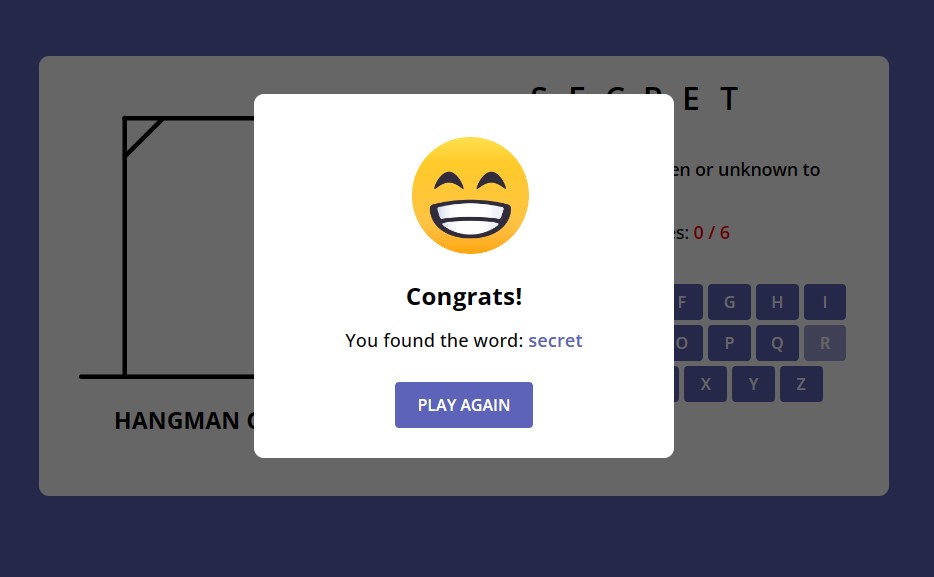 S E C R E T
en or unknown to
es: 0 / 6
F G H I
O P Q R
X Y Z
HANGMAN
Congrats!
You found the word: secret
PLAY AGAIN